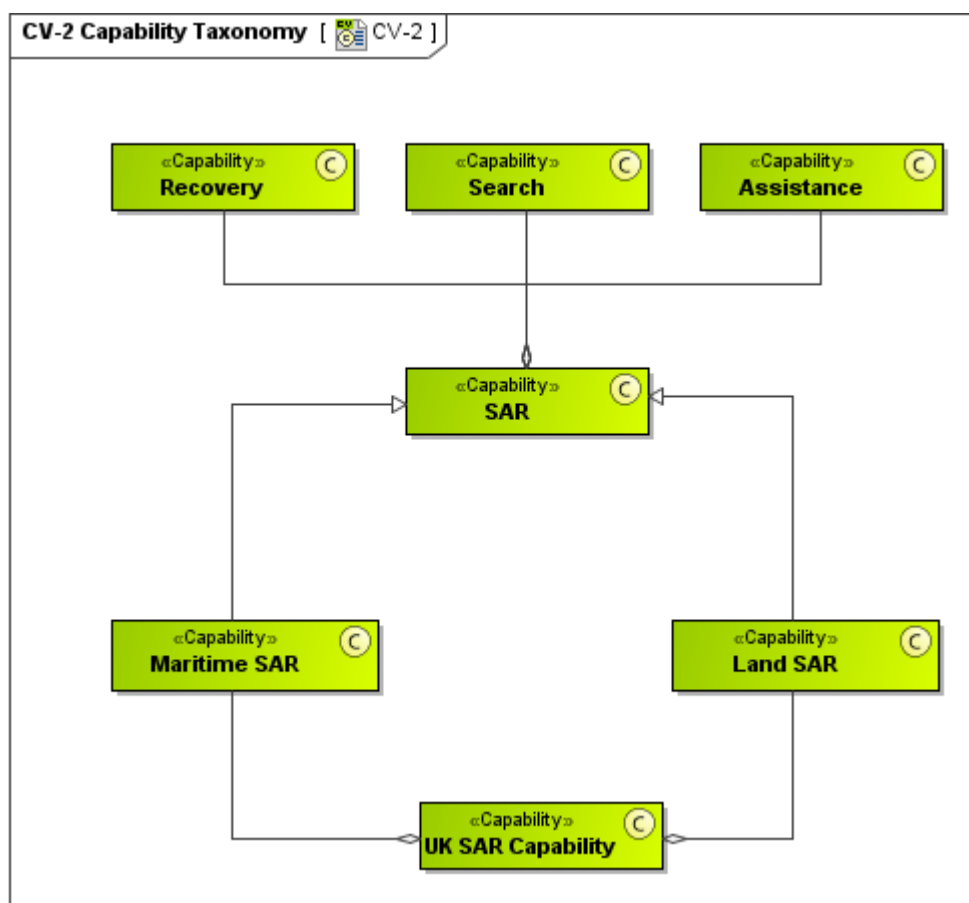 CV-2 Capability Taxonomy [ CV C CV-2 ]
«Capability» C
Recovery
«Capability» C
Search
«Capability» C
Assistance
«Capability» C
SAR
«Capability» C
Maritime SAR
«Capability» C
Land SAR
«Capability» C
UK SAR Capability